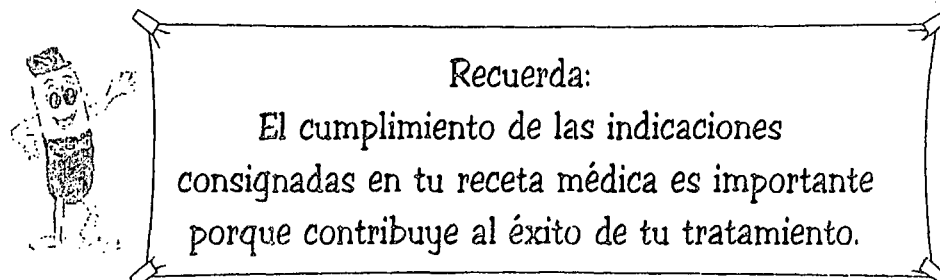 Recuerda:
El cumplimiento de las indicaciones
consignadas en tu receta médica es importante
porque contribuye al éxito de tu tratamiento.